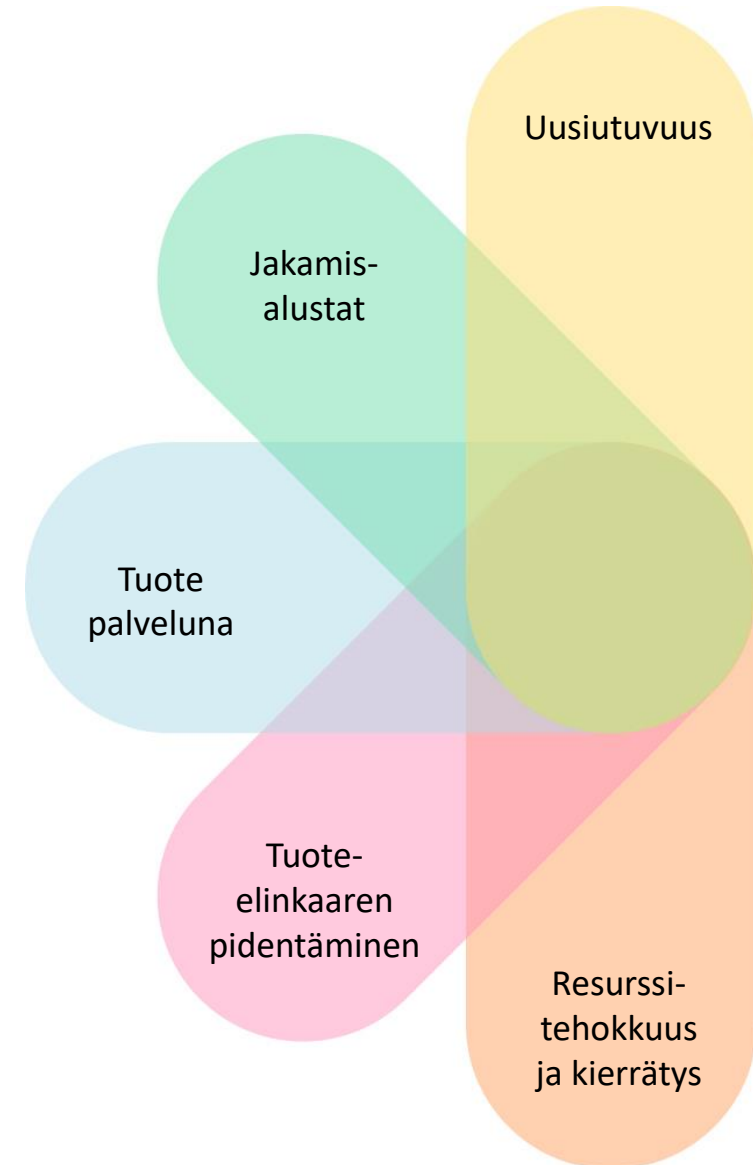 Uusiutuvuus
Jakamis-
alustat
Tuote
palveluna
Tuote-
elinkaaren
pidentäminen
Resurssi-
tehokkuus
ja kierrätys